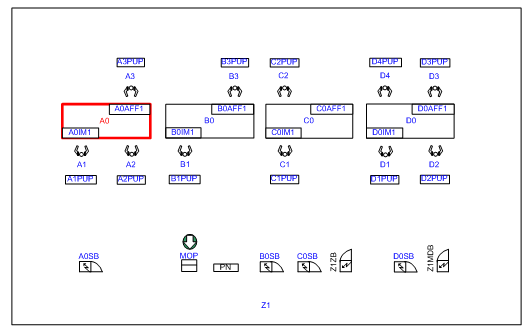 A3PUP B3PUP C2PUP D4PUP D3PUP
A3 B3 C2 D4 D3
A0AFF1 B0AFF1 C0AFF1 D0AFF1
A0 B0 C0 D0
A0IM1 B0IM1 C0IM1 D0IM1
A1 A2 B1 C1 D1 D2
A1PUP A2PUP B1PUP C1PUP D1PUP D2PUP
A0SB MOP PN B0SB C0SB Z1ZB D0SB Z1MDB
Z1